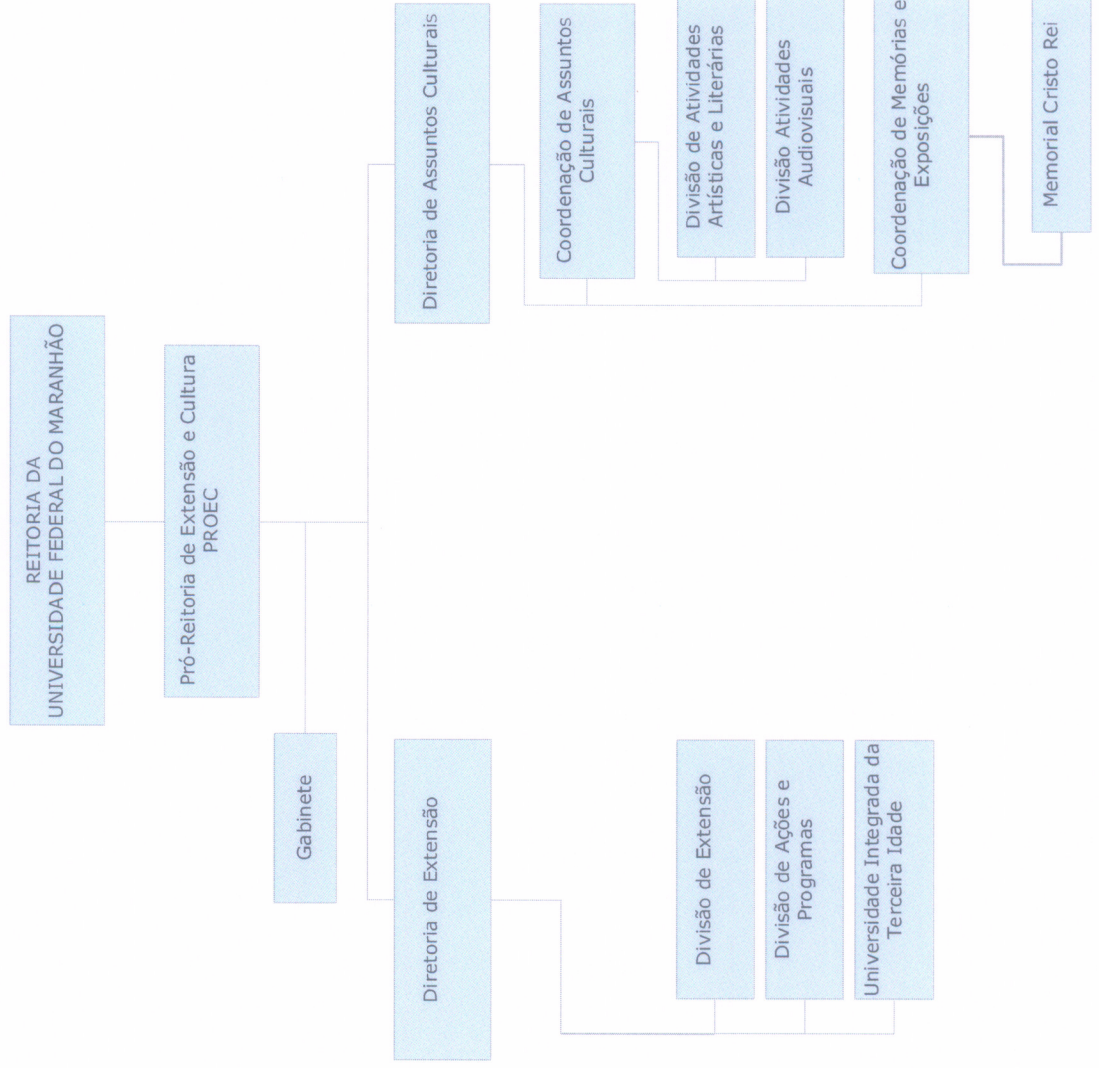 REITORIA DA
UNIVERSIDADE FEDERAL DO MARANHÃO
Pró-Reitoria de Extensão e Cultura
PROEC
Gabinete
Diretoria de Extensão
Divisão de Extensão
Divisão de Ações e
Programas
Universidade Integrada da
Terceira Idade
Diretoria de Assuntos Culturais
Coordenação de Assuntos
Culturais
Divisão de Atividades
Artísticas e Literárias
Divisão Atividades
Audiovisuais
Coordenação de Memórias e
Exposições
Memorial Cristo Rei